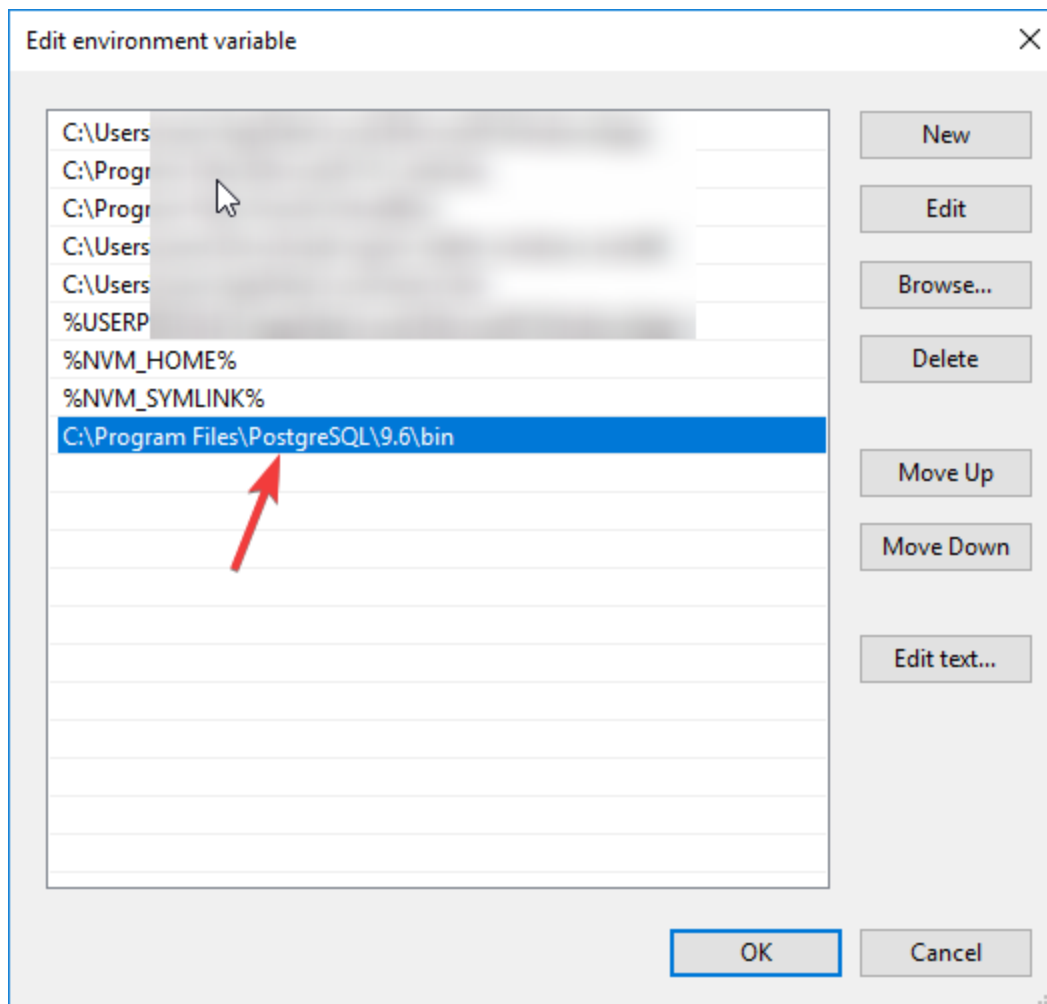 Edit environment variable
C:\Users
C:\Progr
C:\Progr
C:\Users
C:\Users
%USERP
%NVM_HOME%
%NVM_SYMLINK%
C:\Program Files\PostgreSQL\9.6\bin
New
Edit
Browse...
Delete
Move Up
Move Down
Edit text...
OK
Cancel